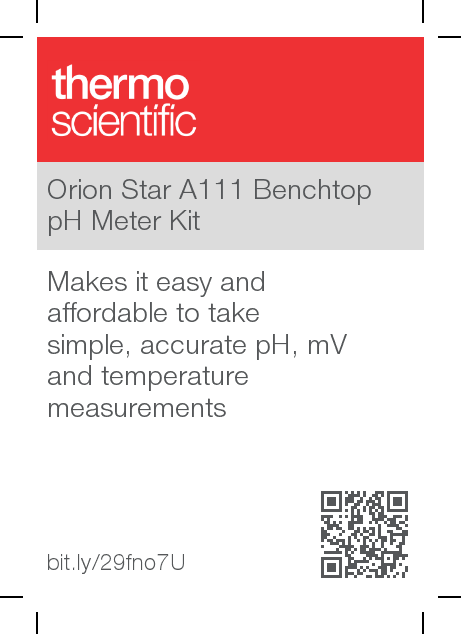 thermo
scientific
Orion Star A111 Benchtop
pH Meter Kit
Makes it easy and
affordable to take
simple, accurate pH, mV
and temperature
measurements
bit.ly/29fno7U